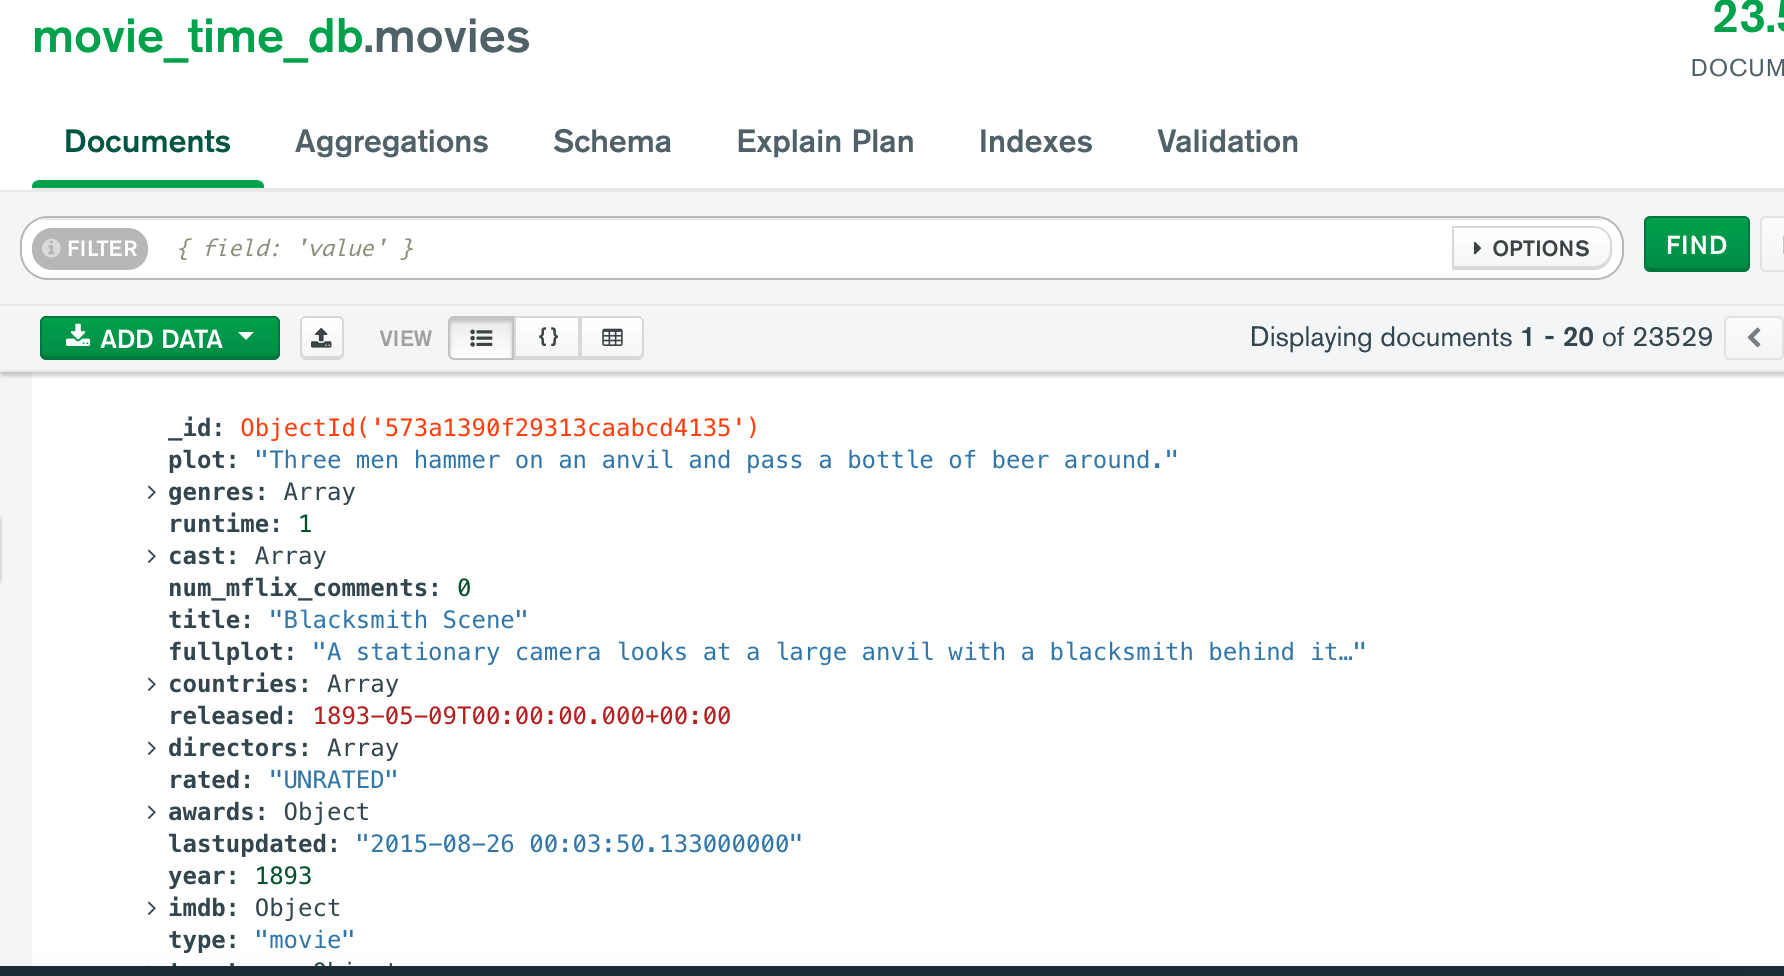 movie_time_db.movies
DOCUM
Documents Aggregations Schema Explain Plan Indexes Validation
FILTER { field: 'value' } OPTIONS FIND
ADD DATA VIEW {} Displaying documents 1 - 20 of 23529
_id: ObjectId('573a1390f29313caabcd4135')
plot: "Three men hammer on an anvil and pass a bottle of beer around."
genres: Array
runtime: 1
cast: Array
num_mflix_comments: 0
title: "Blacksmith Scene"
fullplot: "A stationary camera looks at a large anvil with a blacksmith behind it…"
countries: Array
released: 1893-05-09T00:00:00.000+00:00
directors: Array
rated: "UNRATED"
awards: Object
lastupdated: "2015-08-26 00:03:50.133000000"
year: 1893
imdb: Object
type: "movie"